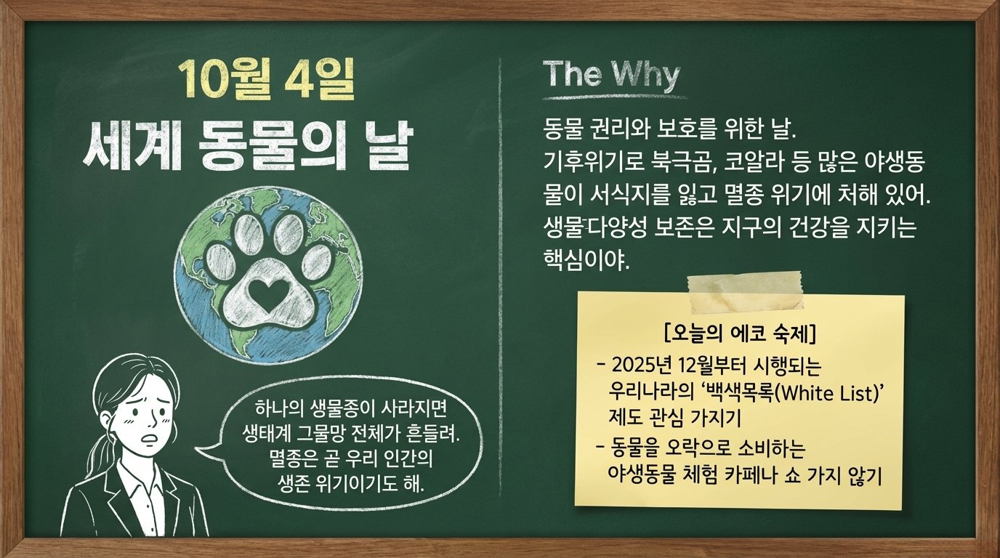 10월 4일
세계 동물의 날
하나의 생물종이 사라지면
생태계 그물망 전체가 흔들려.
멸종은 곧 우리 인간의
생존 위기이기도 해.
The Why
동물 권리와 보호를 위한 날.
기후위기로 북극곰, 코알라 등 많은 야생동
물이 서식지를 잃고 멸종 위기에 처해 있어.
생물다양성 보존은 지구의 건강을 지키는
핵심이야.
[오늘의 에코 숙제]
- 2025년 12월부터 시행되는
우리나라의 ‘백색목록(White List)’
제도 관심 가지기
- 동물을 오락으로 소비하는
야생동물 체험 카페나 쇼 가지 않기